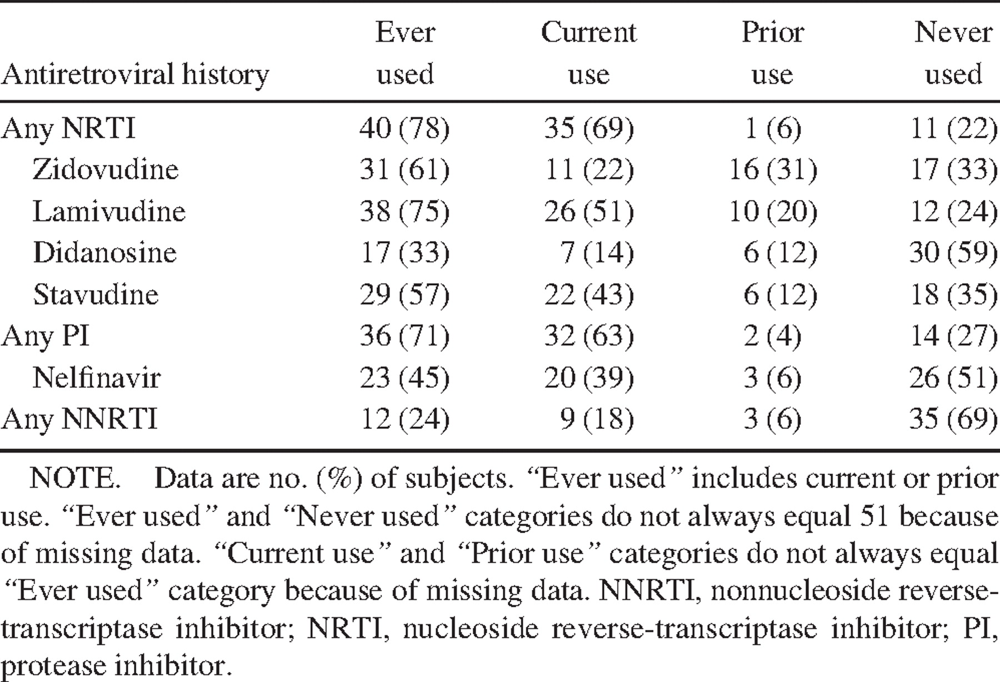 Ever Current Prior Never
Antiretroviral history used use use used
Any NRTI 40 (78) 35 (69) 1 (6) 11 (22)
Zidovudine 31 (61) 11 (22) 16 (31) 17 (33)
Lamivudine 38 (75) 26 (51) 10 (20) 12 (24)
Didanosine 17 (33) 7 (14) 6 (12) 30 (59)
Stavudine 29 (57) 22 (43) 6 (12) 18 (35)
Any PI 36 (71) 32 (63) 2 (4) 14 (27)
Nelfinavir 23 (45) 20 (39) 3 (6) 26 (51)
Any NNRTI 12 (24) 9 (18) 3 (6) 35 (69)
NOTE. Data are no. (%) of subjects. “Ever used” includes current or prior
use. “Ever used” and “Never used” categories do not always equal 51 because
of missing data. “Current use” and “Prior use” categories do not always equal
“Ever used” category because of missing data. NNRTI, nonnucleoside reverse-
transcriptase inhibitor; NRTI, nucleoside reverse-transcriptase inhibitor; PI,
protease inhibitor.